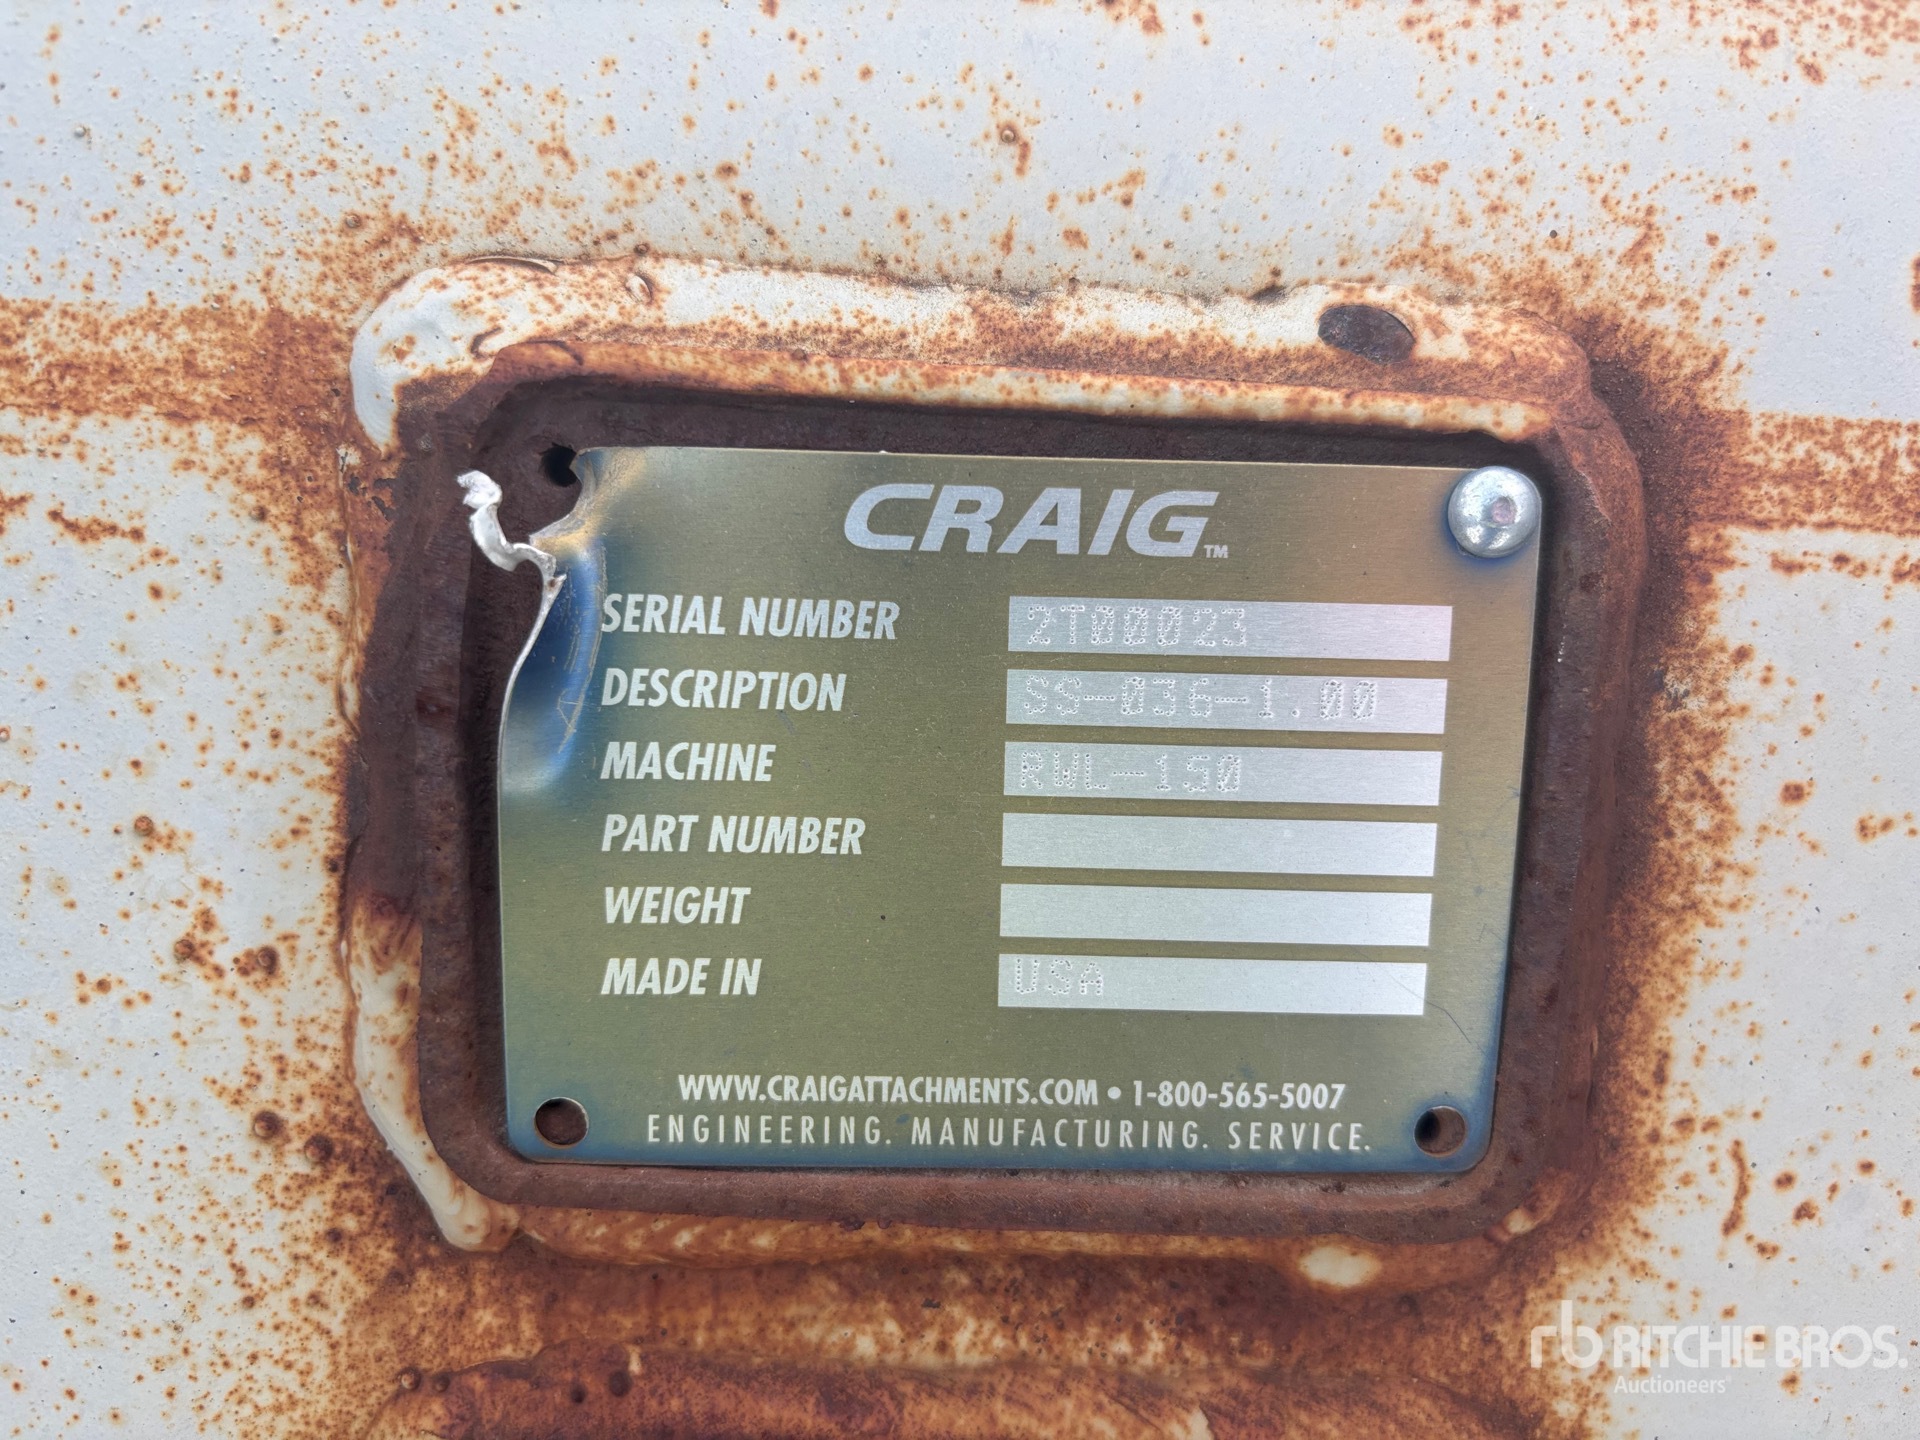 CRAIG™
SERIAL NUMBER 2T00023
DESCRIPTION SS-036-1.00
MACHINE RWL-150
PART NUMBER
WEIGHT
MADE IN USA
WWW.CRAIGATTACHMENTS.COM • 1-800-565-5007
ENGINEERING. MANUFACTURING. SERVICE.
rb RITCHIE BROS.
Auctioneers